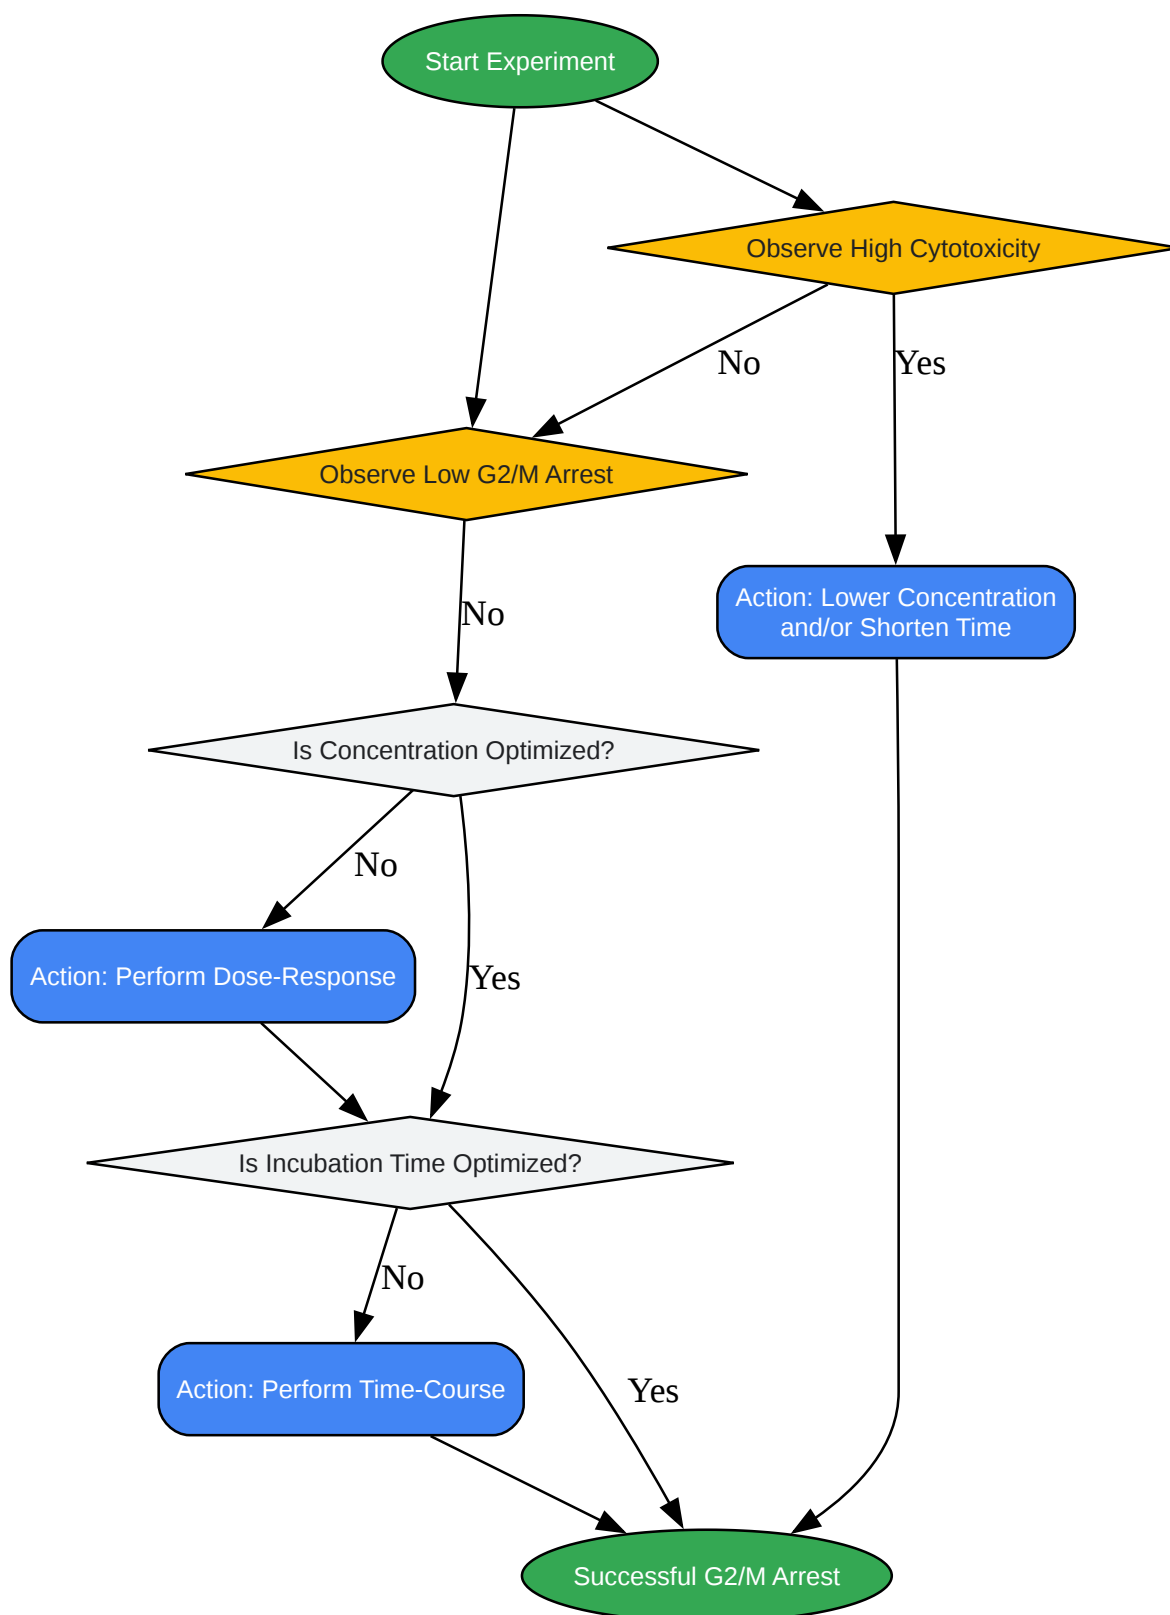 Start Experiment
Observe High Cytotoxicity
No
Yes
Observe Low G2/M Arrest
Action: Lower Concentration
and/or Shorten Time
No
Is Concentration Optimized?
No
Action: Perform Dose-Response
Yes
Is Incubation Time Optimized?
No
Action: Perform Time-Course
Yes
Successful G2/M Arrest